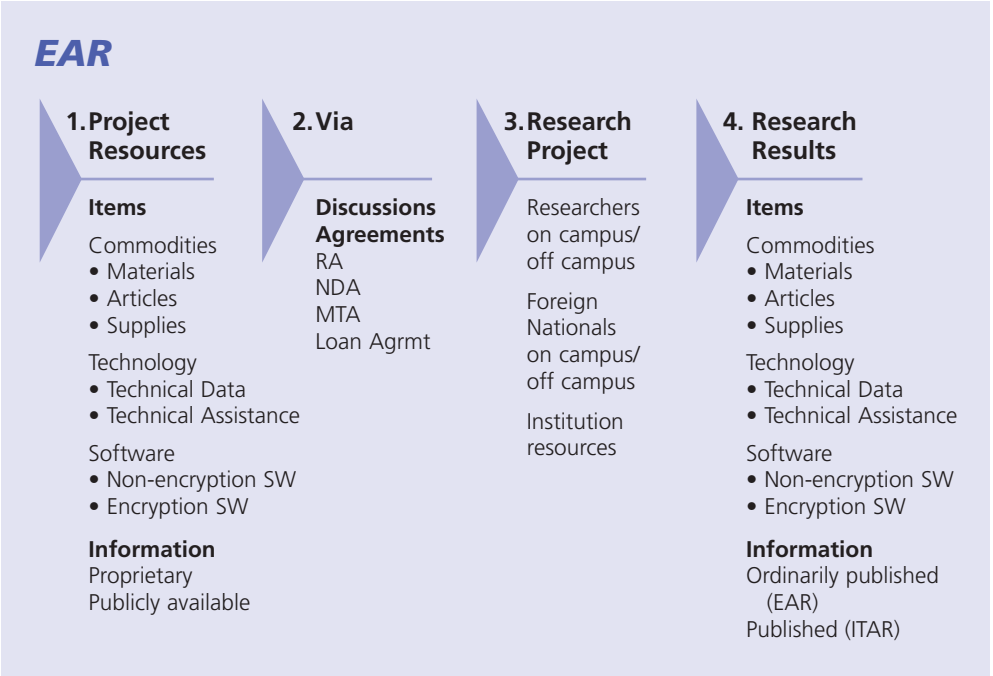 EAR
1. Project
Resources
Items
Commodities
• Materials
• Articles
• Supplies
Technology
• Technical Data
• Technical Assistance
Software
• Non-encryption SW
• Encryption SW
Information
Proprietary
Publicly available
2. Via
Discussions
Agreements
RA
NDA
MTA
Loan Agrmt
3. Research
Project
Researchers
on campus/
off campus
Foreign
Nationals
on campus/
off campus
Institution
resources
4. Research
Results
Items
Commodities
• Materials
• Articles
• Supplies
Technology
• Technical Data
• Technical Assistance
Software
• Non-encryption SW
• Encryption SW
Information
Ordinarily published
(EAR)
Published (ITAR)